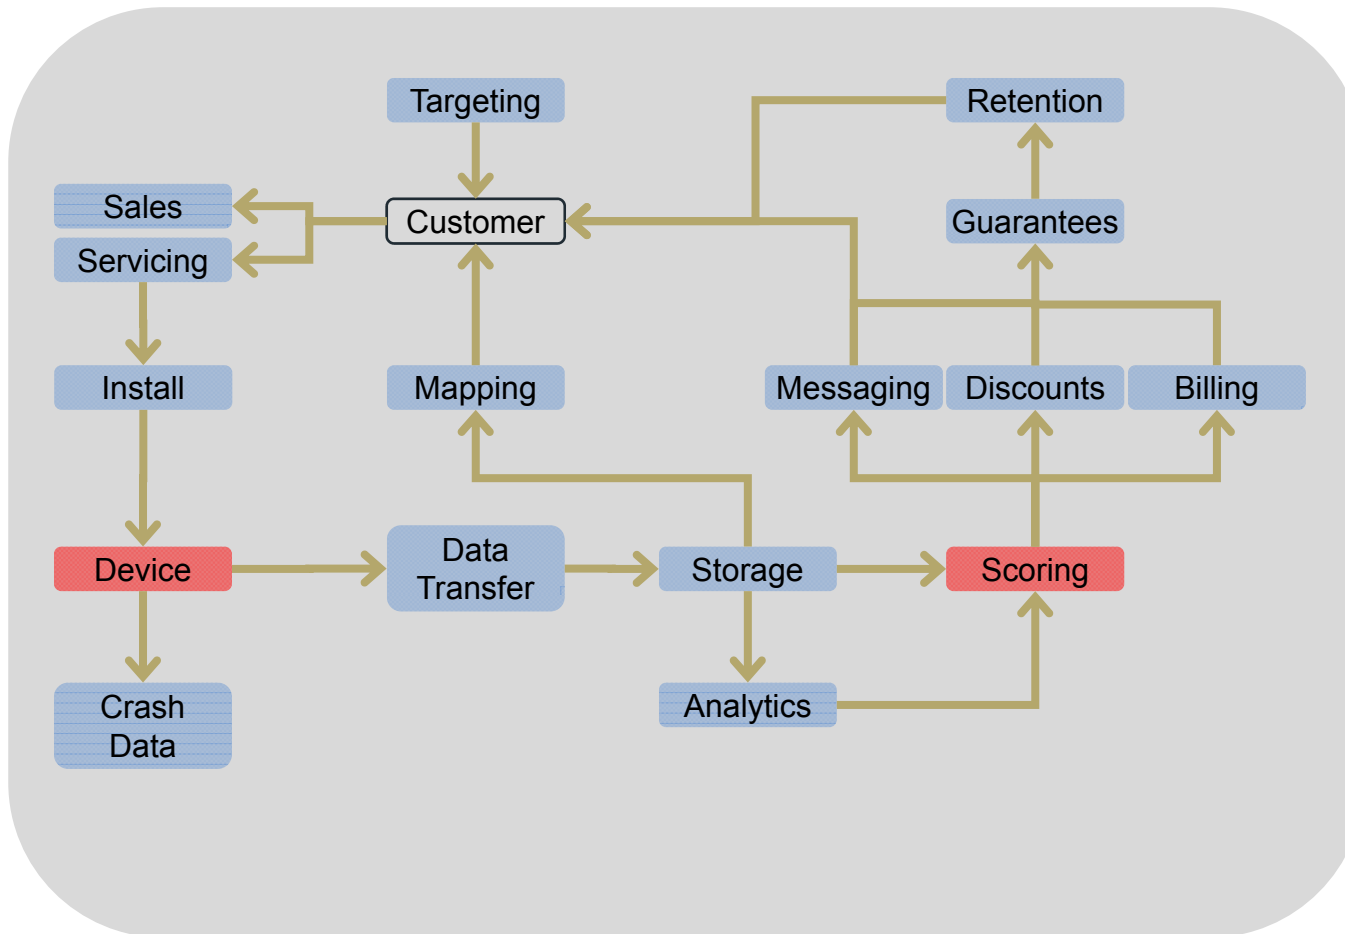 Targeting
Retention
Sales
Customer
Guarantees
Servicing
Install
Mapping
Messaging
Discounts
Billing
Device
Data
Transfer
Storage
Scoring
Crash
Data
Analytics